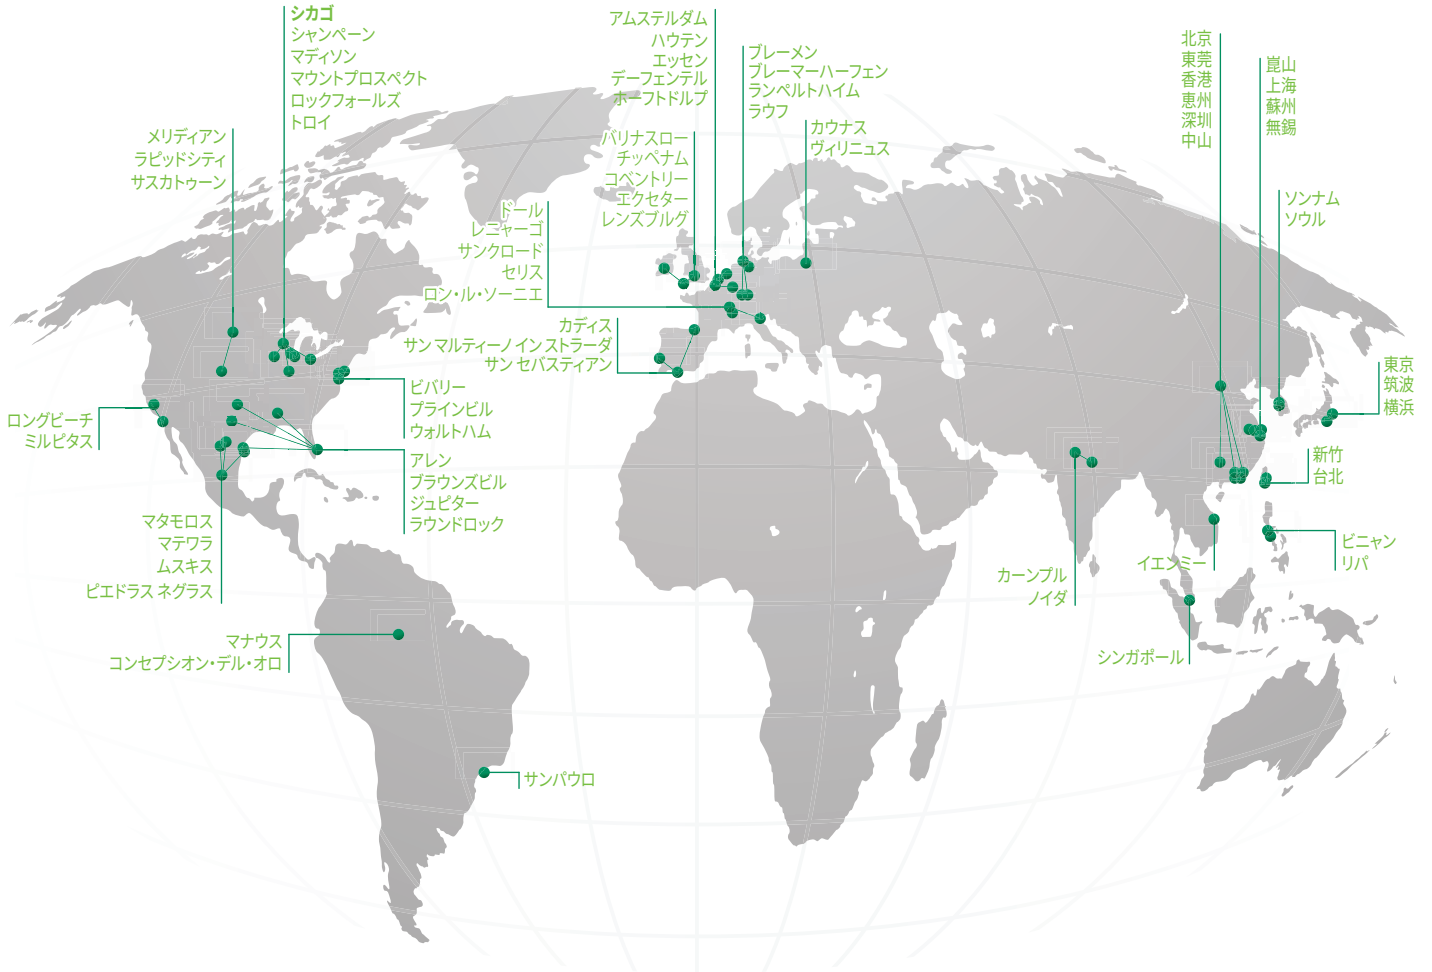 シカゴ
シャンペーン
マディソン
マウントプロスペクト
ロックフォールズ
トロイ
メリディアン
ラピッドシティ
サスカトゥーン
アムステルダム
ハウテン
エッセン
デーフェンテル
ホーフトドルプ
ブレーメン
ブレーマーハーフェン
ランペルトハイム
ラウフ
カウナス
ヴィリニュス
バリナスロー
チッペナム
コベントリー
エクセター
レンズブルグ
ドール
レニャーゴ
サンクロード
セリス
ロン・ル・ソーニエ
カディス
サン マルティーノ イン ストラーダ
サン セバスティアン
北京
東莞
香港
恵州
深圳
中山
崑山
上海
蘇州
無錫
ソンナム
ソウル
東京
筑波
横浜
新竹
台北
ビニャン
リパ
イエンミー
カーンプル
ノイダ
シンガポール
ロングビーチ
ミルピタス
ビバリー
プラインビル
ウォルトハム
アレン
ブラウンズビル
ジュピター
ラウンドロック
マタモロス
マテワラ
ムスキス
ピエドラス ネグラス
マナウス
コンセプシオン・デル・オロ
サンパウロ